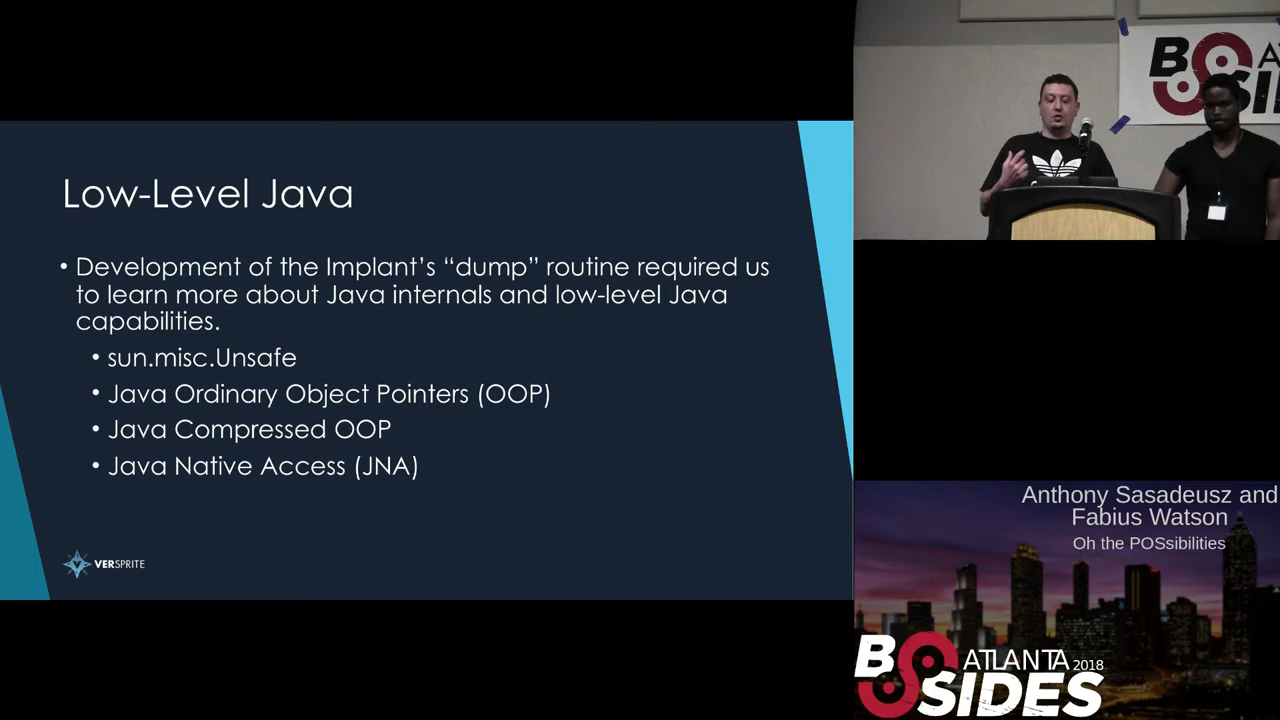 Low-Level Java
• Development of the Implant’s “dump” routine required us
to learn more about Java internals and low-level Java
capabilities.
• sun.misc.Unsafe
• Java Ordinary Object Pointers (OOP)
• Java Compressed OOP
• Java Native Access (JNA)
VERSPRITE
Anthony Sasadeusz and
Fabius Watson
Oh the POSsibilities
B SIDES
ATLANTA 2018